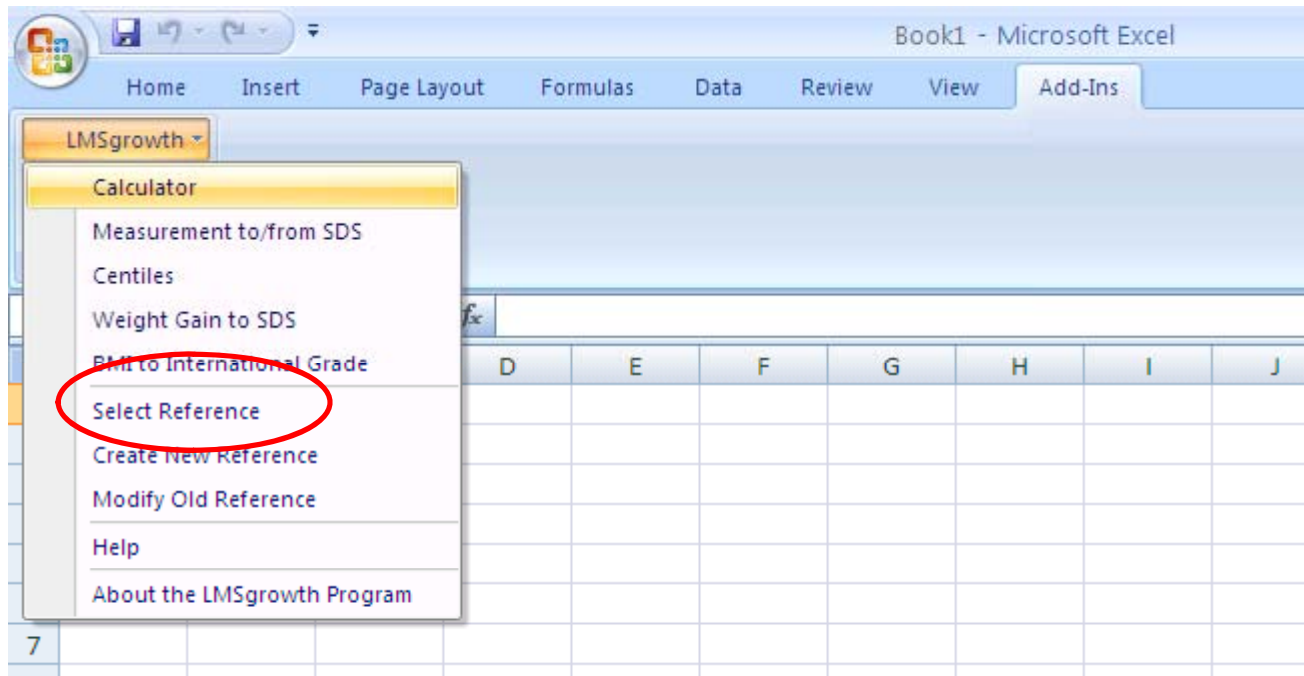 Book1 - Microsoft Excel
Home Insert Page Layout Formulas Data Review View Add-Ins
LMSgrowth
Calculator
Measurement to/from SDS
Centiles
Weight Gain to SDS
fx
BMI to International Grade
D E F G H I J
Select Reference
Create New Reference
Modify Old Reference
Help
About the LMSgrowth Program
7